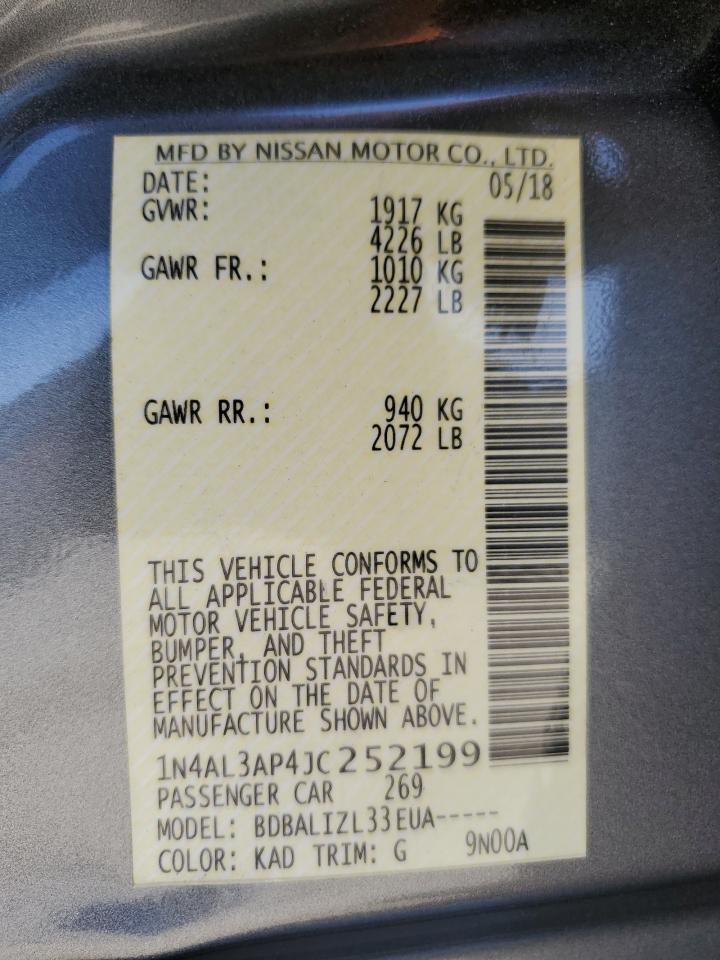 MFD BY NISSAN MOTOR CO., LTD.
DATE: 05/18
GVWR: 1917 KG
4226 LB
GAWR FR.: 1010 KG
2227 LB
GAWR RR.: 940 KG
2072 LB
THIS VEHICLE CONFORMS TO
ALL APPLICABLE FEDERAL
MOTOR VEHICLE SAFETY,
BUMPER, AND THEFT
PREVENTION STANDARDS IN
EFFECT ON THE DATE OF
MANUFACTURE SHOWN ABOVE.
1N4AL3AP4JC252199
PASSENGER CAR 269
MODEL: BDBALIZL33EUA-----
COLOR: KAD TRIM: G 9N00A